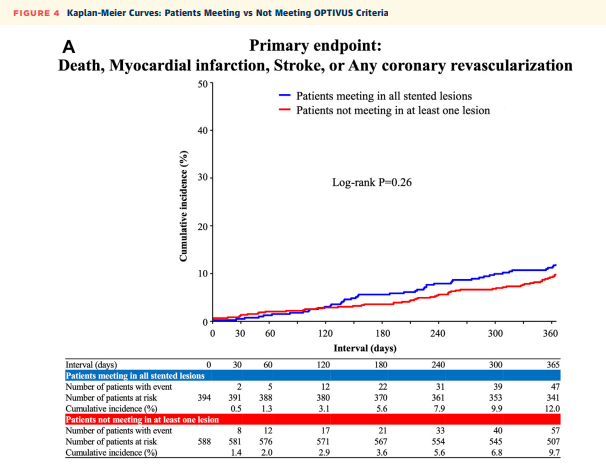 FIGURE 4 Kaplan-Meier Curves: Patients Meeting vs Not Meeting OPTIVUS Criteria
A
Primary endpoint:
Death, Myocardial infarction, Stroke, or Any coronary revascularization
50
40
30
20
10
0
Cumulative incidence (%)
Patients meeting in all stented lesions
Patients not meeting in at least one lesion
Log-rank P=0.26
0 30 60 120 180 240 300 360
Interval (days)
Interval (days) 0 30 60 120 180 240 300 365
Patients meeting in all stented lesions
Number of patients with event 2 5 12 22 31 39 47
Number of patients at risk 394 391 388 380 370 361 353 341
Cumulative incidence (%) 0.5 1.3 3.1 5.6 7.9 9.9 12.0
Patients not meeting in at least one lesion
Number of patients with event 8 12 17 21 33 40 57
Number of patients at risk 588 581 576 571 567 554 545 507
Cumulative incidence (%) 1.4 2.0 2.9 3.6 5.6 6.8 9.7